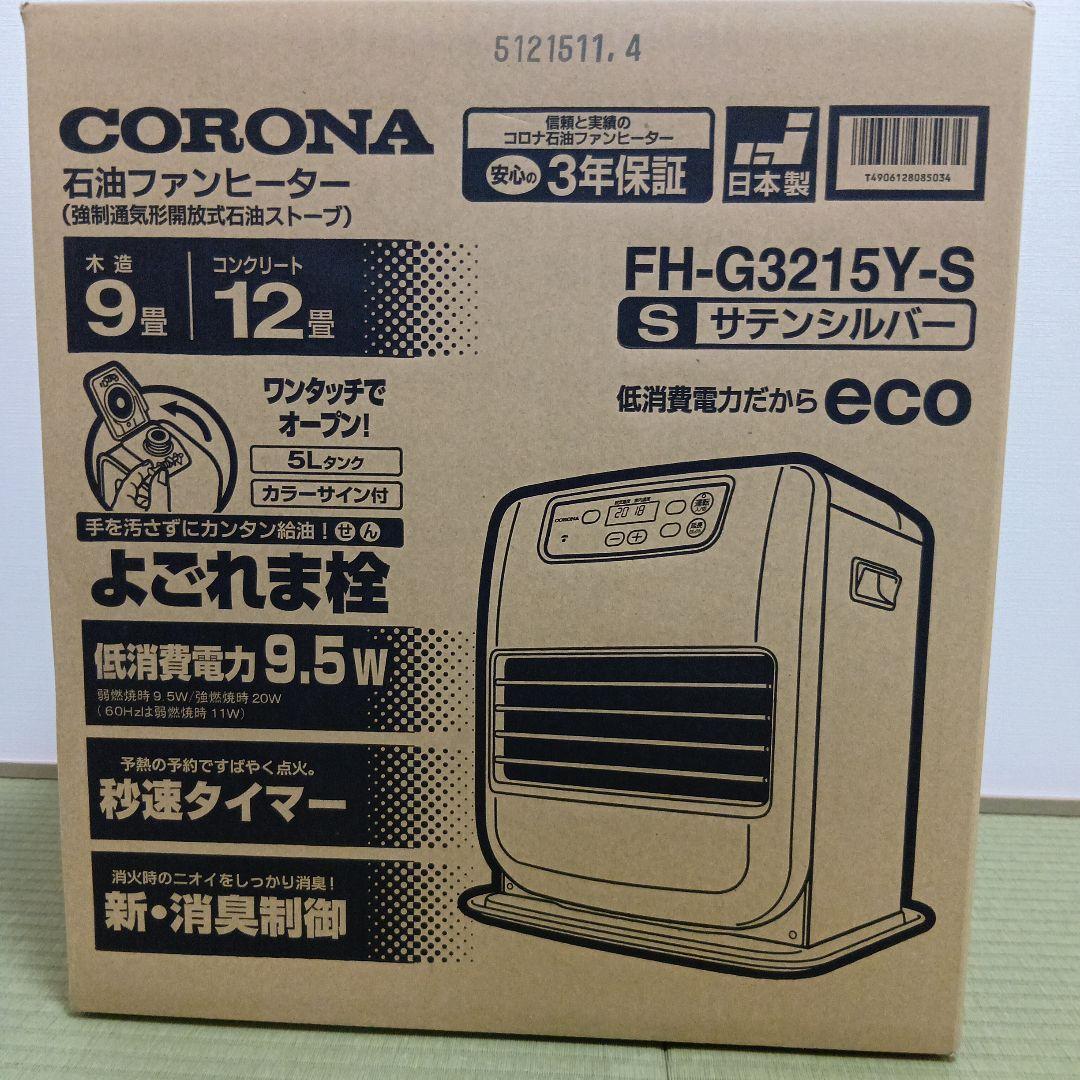 5121511.4
CORONA
石油ファンヒーター
(強制通気形開放式石油ストーブ)
信頼と実績の
コロナ石油ファンヒーター
安心の 3年保証
日本製
T4906128085034
木造
9畳
コンクリート
12畳
FH-G3215Y-S
S サテンシルバー
低消費電力だから eco
ワンタッチで
オープン!
5Lタンク
カラーサイン付
手を汚さずにカンタン給油!せん
よごれま栓
低消費電力9.5W
弱燃焼時9.5W/強燃焼時20W
(60Hzは弱燃焼時11W)
予熱の予約ですばやく点火。
秒速タイマー
消火時のニオイをしっかり消臭!
新・消臭制御
CORONA
20 18
運転